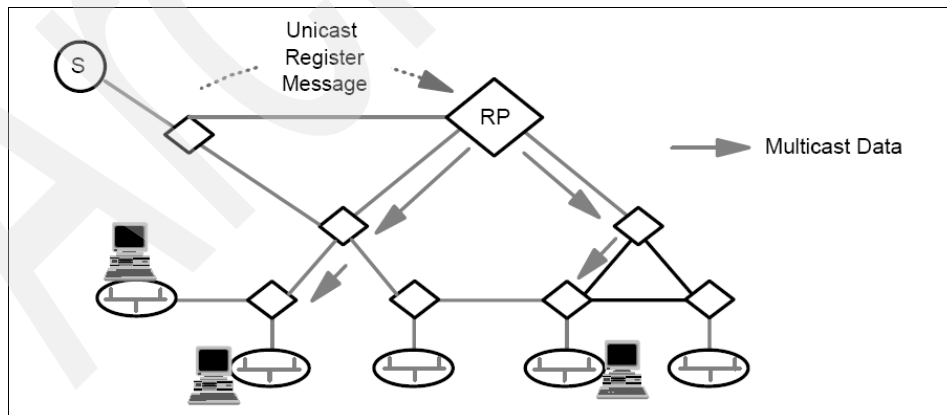 Unicast
Register
Message
S
RP
Multicast Data